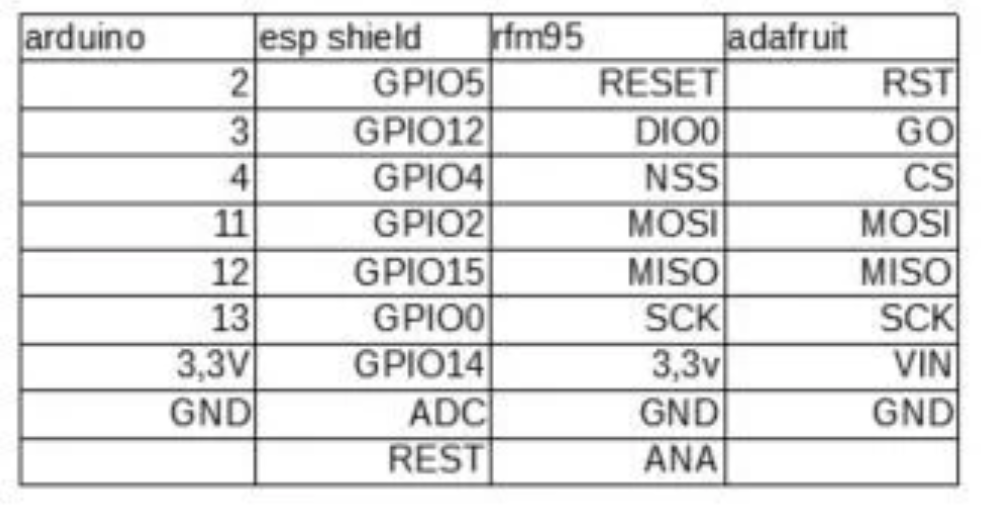 arduino esp shield rfm95 adafruit
2 GPIO5 RESET RST
3 GPIO12 DIO0 GO
4 GPIO4 NSS CS
11 GPIO2 MOSI MOSI
12 GPIO15 MISO MISO
13 GPIO0 SCK SCK
3,3V GPIO14 3,3v VIN
GND ADC GND GND
REST ANA